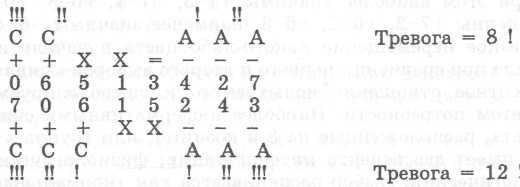 !!! !! ! ! !
С С А А А Тревога = 8 !
+ + X X = – – –
0 6 1 5 3 4 2 7
7 0 6 1 5 2 4 3
+ + = X X – – –
С С С А А А
!!! !! ! ! !! !!! Тревога = 12 !